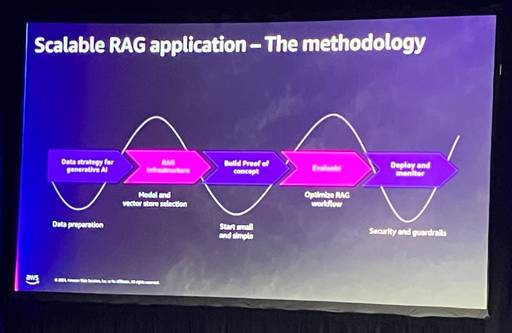 Scalable RAG application – The methodology
Data strategy for
generative AI
RAG
infrastructure
Build Proof of
concept
Evaluate
Deploy and
monitor
Data preparation
Model and
vector store selection
Start small
and simple
Optimize RAG
workflow
Security and guardrails
aws
© 2024, Amazon Web Services, Inc. or its affiliates. All rights reserved.